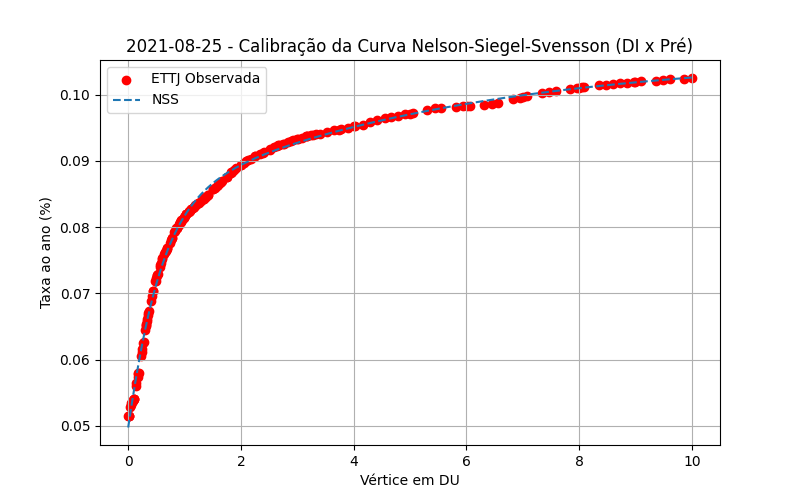 2021-08-25 - Calibração da Curva Nelson-Siegel-Svensson (DI x Pré)
ETTJ Observada
NSS
Taxa ao ano (%)
0.10
0.09
0.08
0.07
0.06
0.05
0 2 4 6 8 10
Vértice em DU